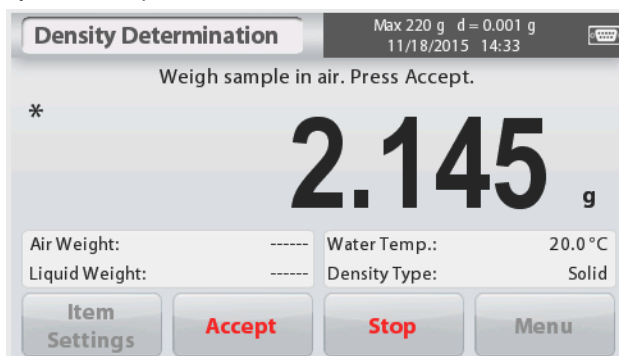 Density Determination
Max 220 g d = 0.001 g
11/18/2015 14:33
Weigh sample in air. Press Accept.
*
2.145 g
Air Weight: ------ Water Temp.: 20.0 °C
Liquid Weight: ------ Density Type: Solid
Item Settings Accept Stop Menu